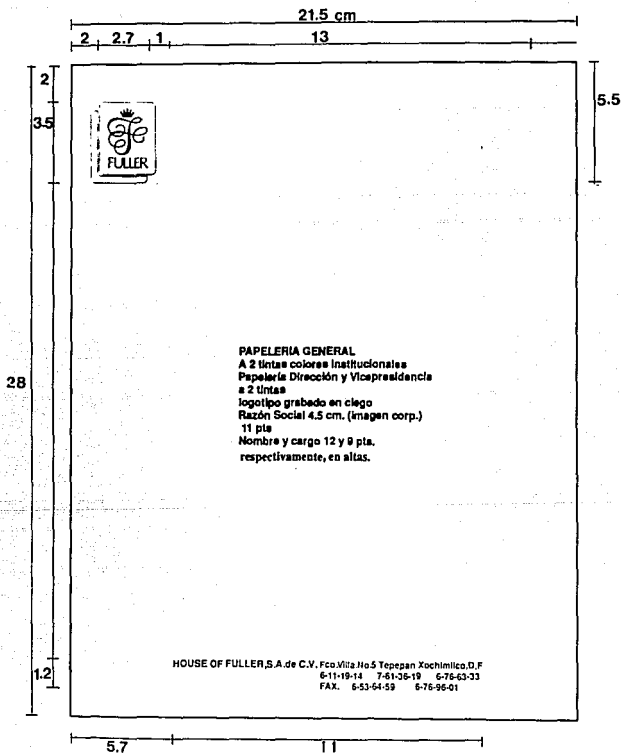 21.5 cm
2 2.7 1 13
2
3.5
5.5
FULLER
28
PAPELERIA GENERAL
A 2 tintas colores institucionales
Papelería Dirección y Vicepresidencia
a 2 tintas
logotipo grabado en ciego
Razón Social 4.5 cm. (imagen corp.)
11 pts
Nombre y cargo 12 y 9 pts.
respectivamente, en altas.
1.2
HOUSE OF FULLER,S.A.de C.V. Fco.Villa.No.5 Tepepan Xochimilco,D.F
6-11-19-14 7-61-36-19 6-76-63-33
FAX. 6-53-64-59 6-76-96-01
5.7 11